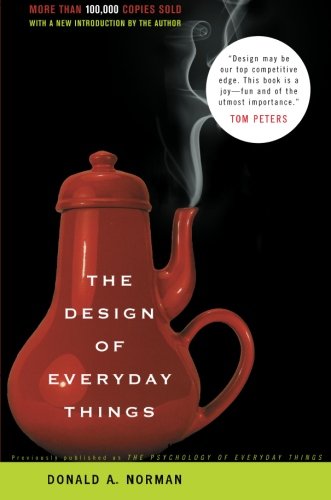 MORE THAN 100,000 COPIES SOLD
WITH A NEW INTRODUCTION BY THE AUTHOR
"Design may be
our top competitive
edge. This book is a
joy—fun and of the
utmost importance."
TOM PETERS
THE
DESIGN
OF
EVERYDAY
THINGS
Previously published as THE PSYCHOLOGY OF EVERYDAY THINGS
DONALD A. NORMAN